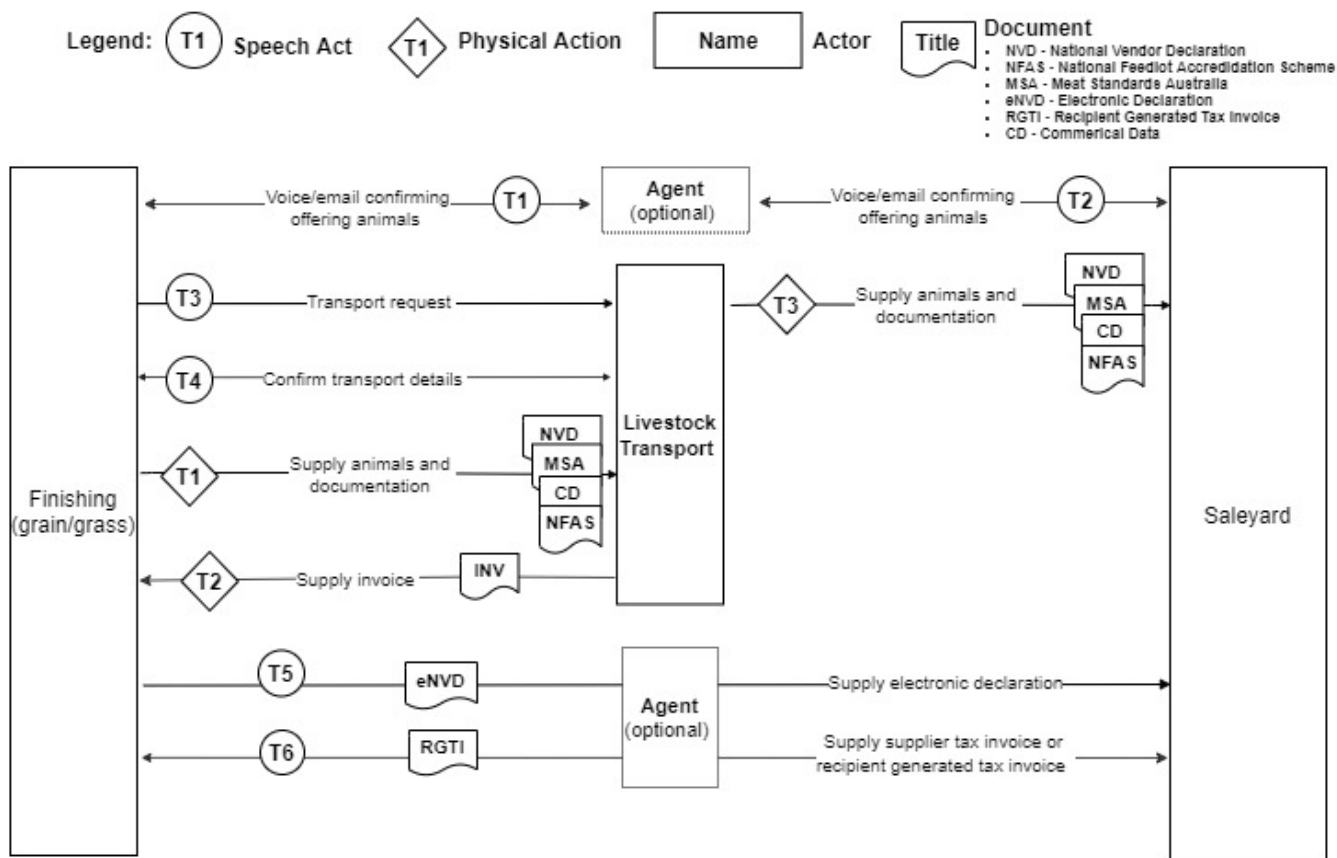 Legend:
T1
Speech Act
T1
Physical Action
Name
Actor
Title
Document
NVD - National Vendor Declaration
NFAS - National Feedlot Accredidation Scheme
MSA - Meat Standards Australia
eNVD - Electronic Declaration
RGTI - Recipient Generated Tax Invoice
CD - Commerical Data
Finishing
(grain/grass)
Voice/email confirming
offering animals
T1
Agent
(optional)
Voice/email confirming
offering animals
T2
T3
Transport request
T4
Confirm transport details
T1
Supply animals and
documentation
NVD
MSA
CD
NFAS
T2
Supply invoice
INV
Livestock
Transport
T3
Supply animals and
documentation
NVD
MSA
CD
NFAS
Saleyard
T5
eNVD
Agent
(optional)
Supply electronic declaration
T6
RGTI
Supply supplier tax invoice or
recipient generated tax invoice